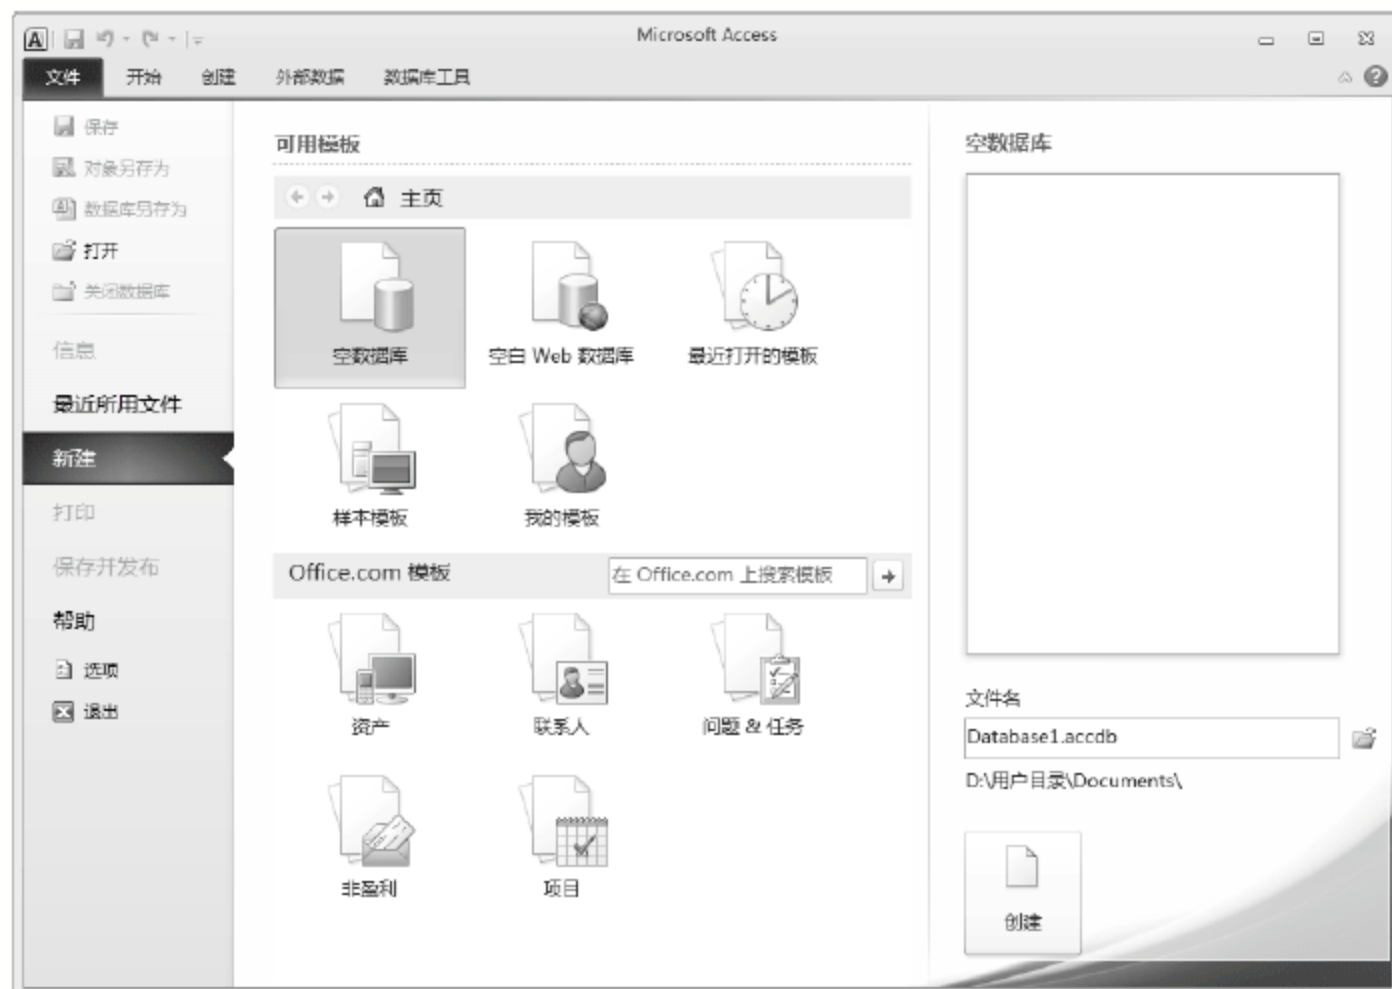 Microsoft Access
文件 开始 创建 外部数据 数据库工具
保存
对象另存为
数据库另存为
打开
关闭数据库
信息
最近所用文件
新建
打印
保存并发布
帮助
选项
退出
可用模板
主页
空数据库 空白 Web 数据库 最近打开的模板
样本模板 我的模板
Office.com 模板 在 Office.com 上搜索模板
资产 联系人 问题 & 任务
非盈利 项目
空数据库
文件名
Database1.accdb
D:\用户目录\Documents\
创建